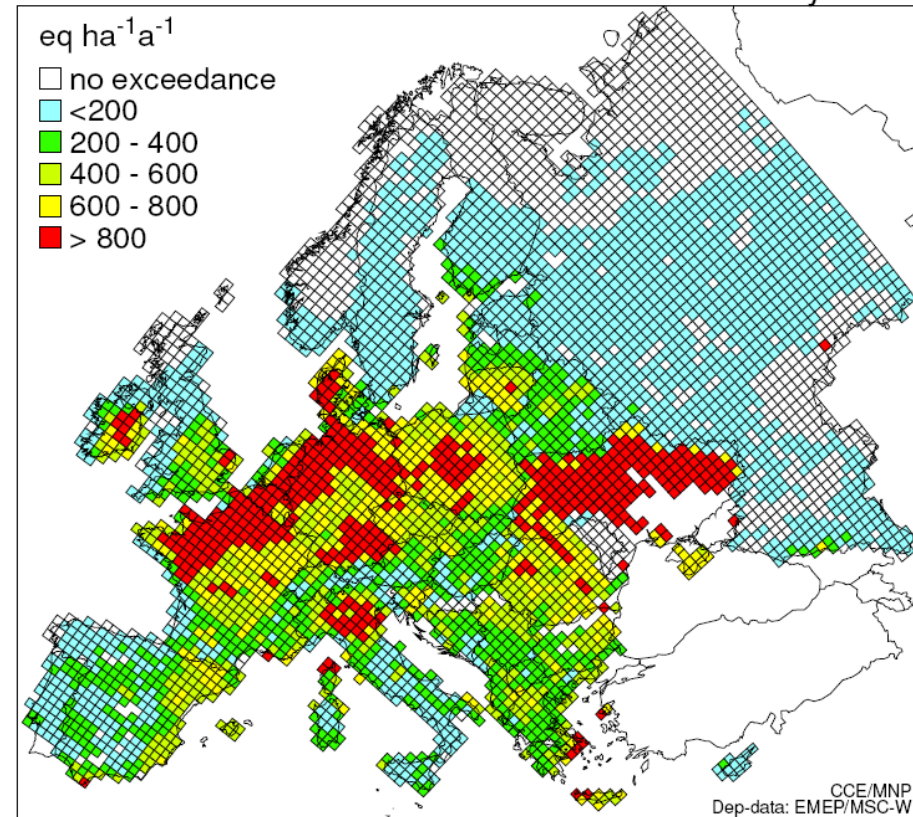 eq ha⁻¹a⁻¹
no exceedance
<200
200 - 400
400 - 600
600 - 800
> 800
CCE/MNP
Dep-data: EMEP/MSC-W